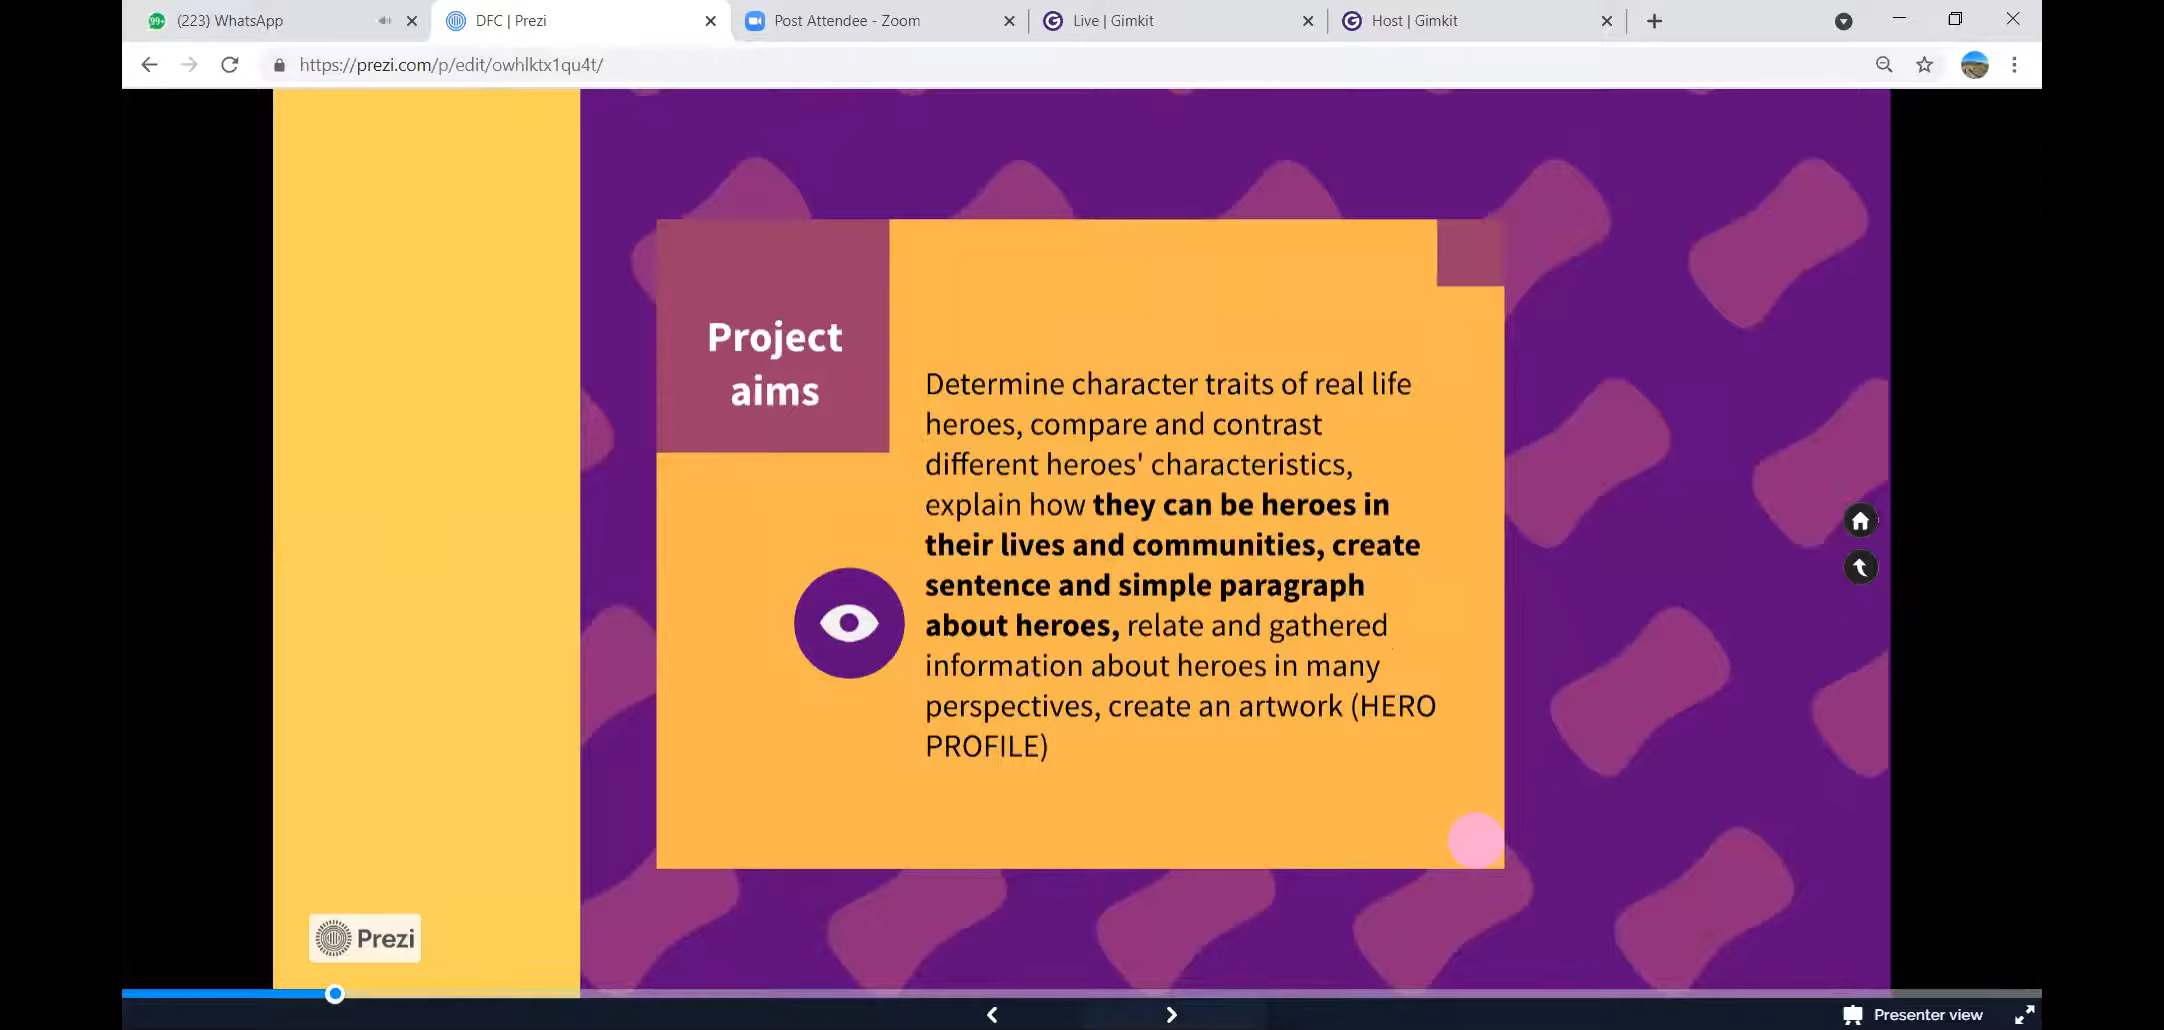 99+ (223) WhatsApp
DFC | Prezi
Post Attendee - Zoom
Live | Gimkit
Host | Gimkit
https://prezi.com/p/edit/owhlktx1qu4t/
Project
aims
Determine character traits of real life
heroes, compare and contrast
different heroes' characteristics,
explain how they can be heroes in
their lives and communities, create
sentence and simple paragraph
about heroes, relate and gathered
information about heroes in many
perspectives, create an artwork (HERO
PROFILE)
Prezi
Presenter view